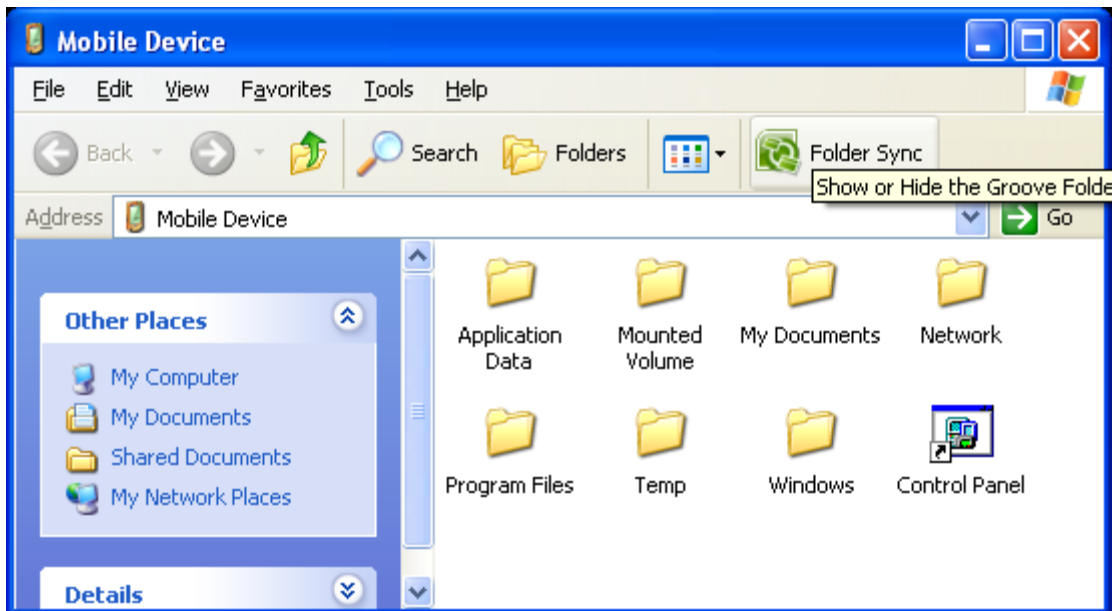 Mobile Device
File Edit View Favorites Tools Help
Back Search Folders Folder Sync
Show or Hide the Groove Folde
Address Mobile Device Go
Other Places
My Computer
My Documents
Shared Documents
My Network Places
Details
Application Data
Mounted Volume
My Documents
Network
Program Files
Temp
Windows
Control Panel